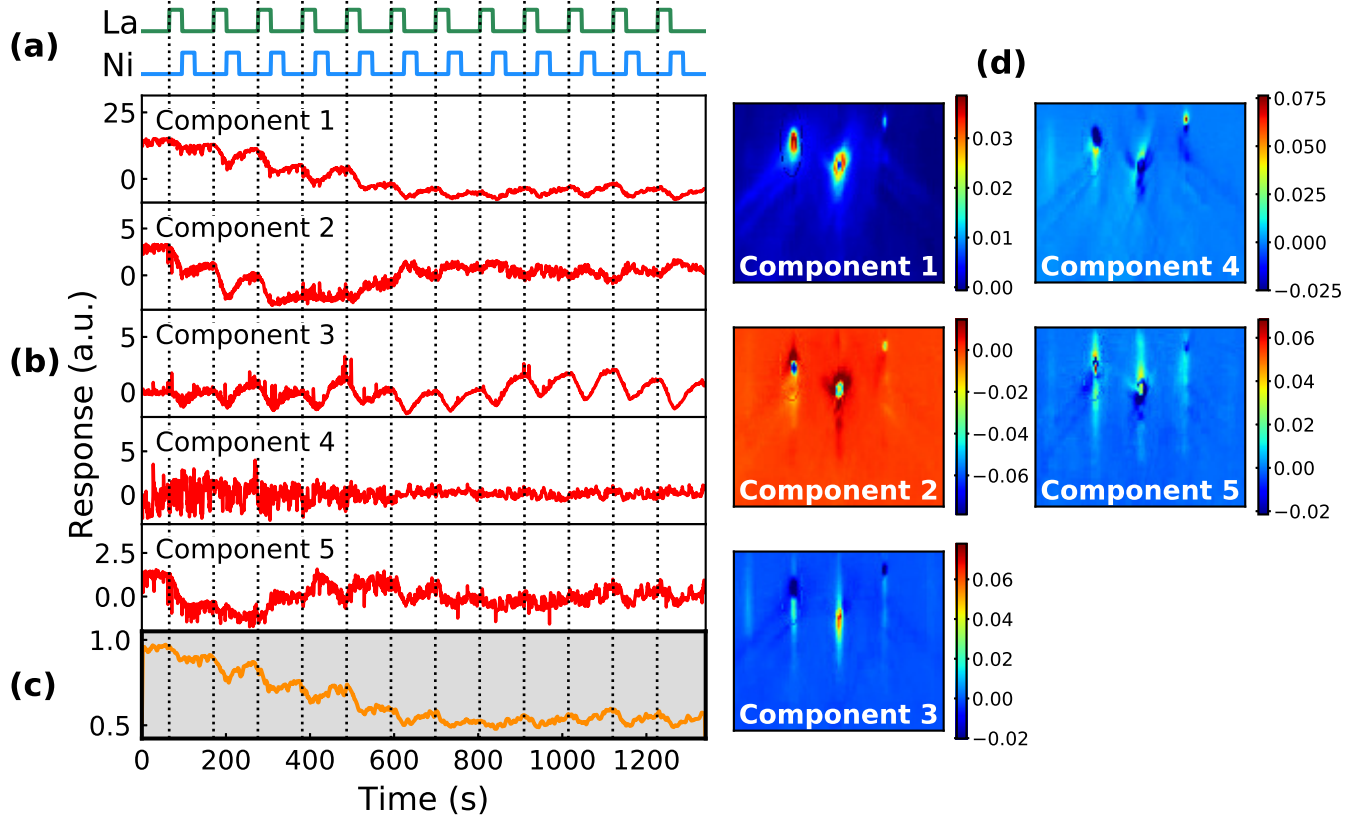 (a)
La
Ni
(b)
Response (a.u.)
25
0
Component 1
5
0
Component 2
5
0
Component 3
5
0
Component 4
2.5
0.0
Component 5
(c)
1.0
0.5
0 200 400 600 800 1000 1200
Time (s)
(d)
Component 1
0.03
0.02
0.01
0.00
Component 4
0.075
0.050
0.025
0.000
−0.025
Component 2
0.00
−0.02
−0.04
−0.06
Component 5
0.06
0.04
0.02
0.00
−0.02
Component 3
0.06
0.04
0.02
0.00
−0.02